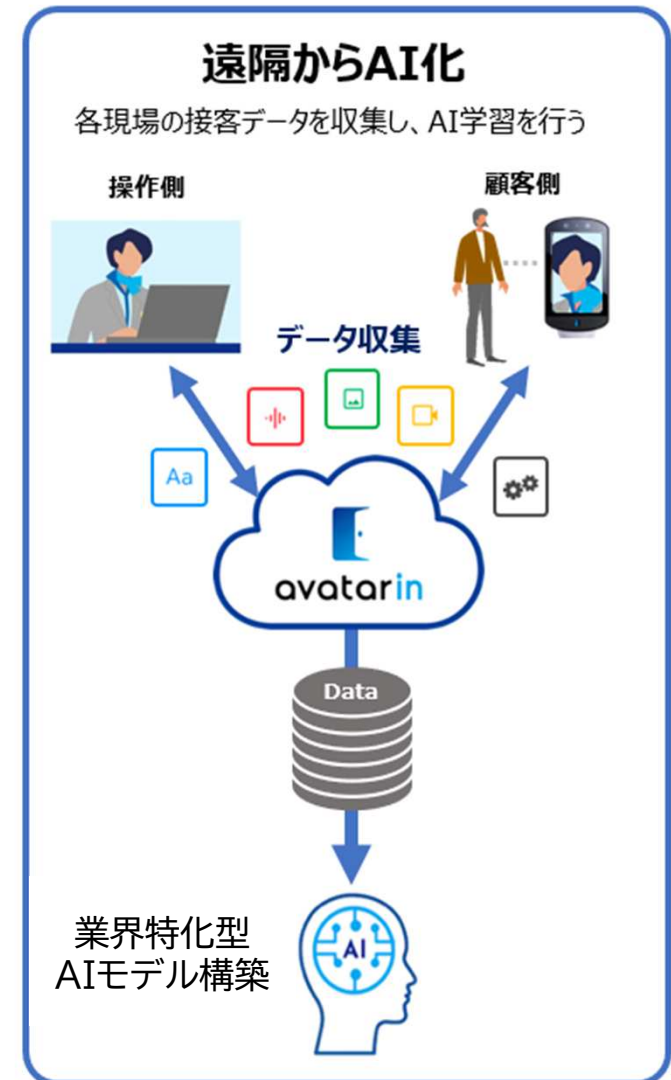 遠隔からAI化
各現場の接客データを収集し、AI学習を行う
操作側
顧客側
データ収集
Aa
avatarin
Data
業界特化型
AIモデル構築
AI